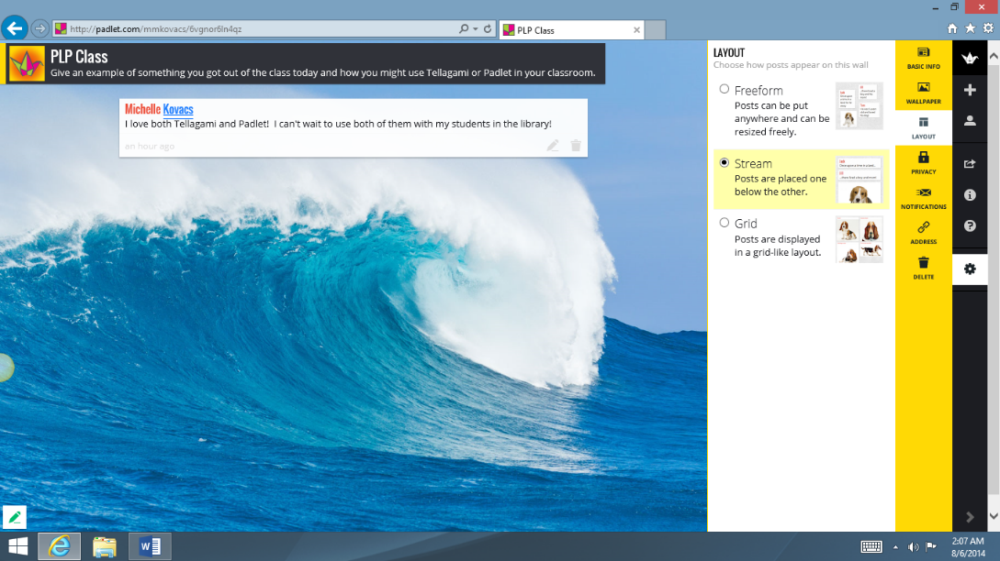 http://padlet.com/mmkovacs/6vgnor6ln4qz
PLP Class
PLP Class
Give an example of something you got out of the class today and how you might use Tellagami or Padlet in your classroom.
Michelle Kovacs
I love both Tellagami and Padlet! I can't wait to use both of them with my students in the library!
an hour ago
LAYOUT
Choose how posts appear on this wall
Freeform
Posts can be put
anywhere and can be
resized freely.
Stream
Posts are placed one
below the other.
Grid
Posts are displayed
in a grid-like layout.
BASIC INFO
WALLPAPER
LAYOUT
PRIVACY
NOTIFICATIONS
ADDRESS
DELETE
2:07 AM
8/6/2014